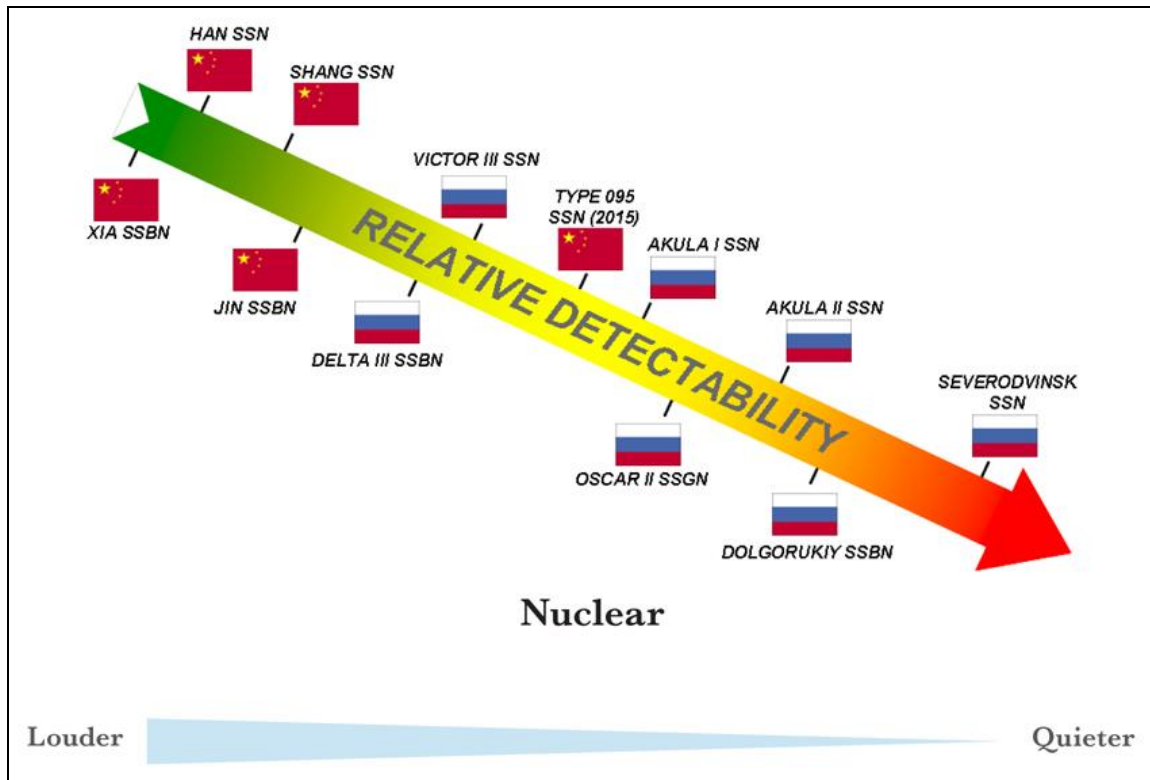 HAN SSN
SHANG SSN
XIA SSBN
JIN SSBN
VICTOR III SSN
DELTA III SSBN
TYPE 095
SSN (2015)
AKULA I SSN
RELATIVE DETECTABILITY
OSCAR II SSGN
AKULA II SSN
DOLGORUKIY SSBN
SEVERODVINSK
SSN
Nuclear
Louder
Quieter